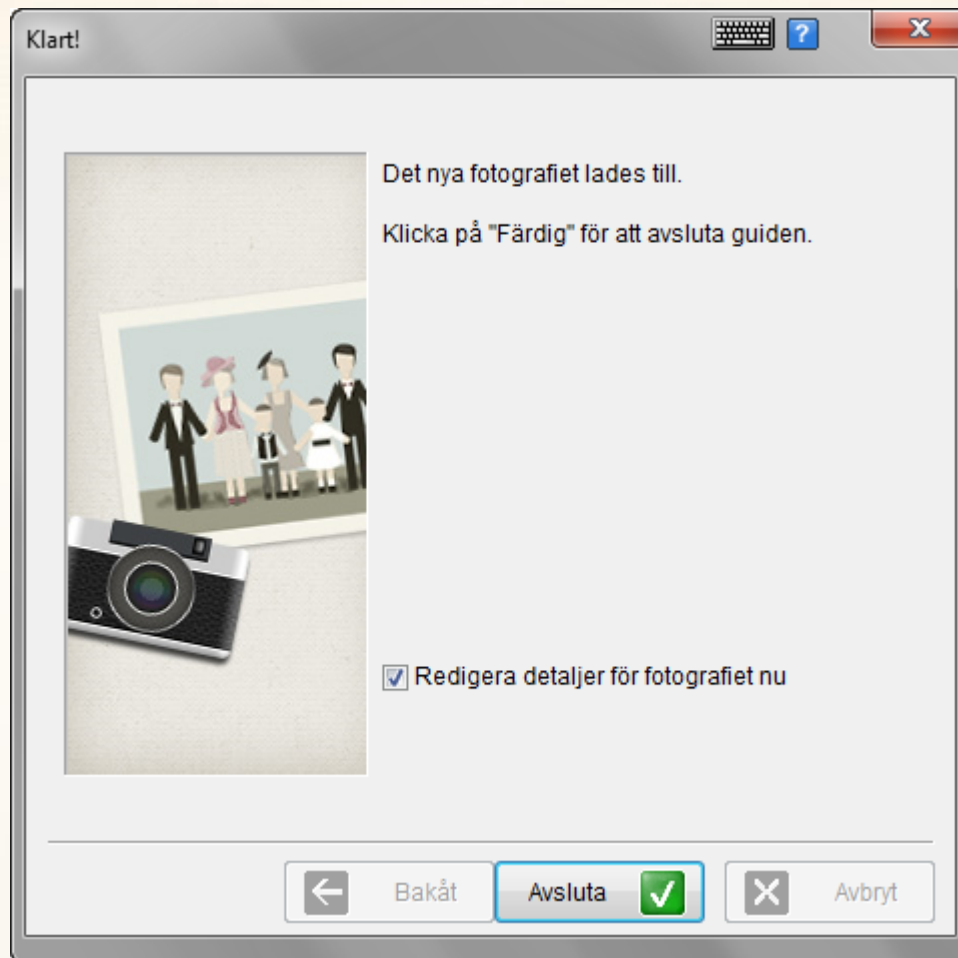 Klart!
Det nya fotografiet lades till.
Klicka på "Färdig" för att avsluta guiden.
Redigera detaljer för fotografiet nu
Bakåt
Avsluta
Avbryt